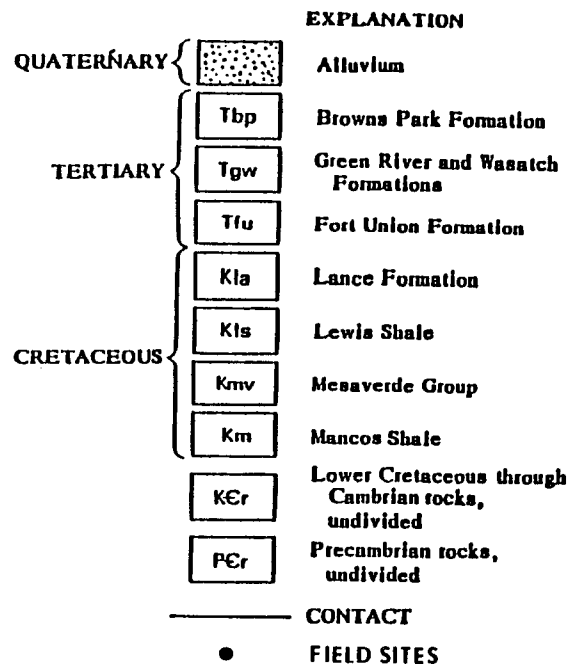 EXPLANATION
QUATERNARY
Alluvium
TERTIARY
Tbp
Browns Park Formation
Tgw
Green River and Wasatch
Formations
Tfu
Fort Union Formation
CRETACEOUS
Kla
Lance Formation
Kls
Lewis Shale
Kmv
Mesaverde Group
Km
Mancos Shale
KЄr
Lower Cretaceous through
Cambrian rocks,
undivided
PЄr
Precambrian rocks,
undivided
CONTACT
FIELD SITES